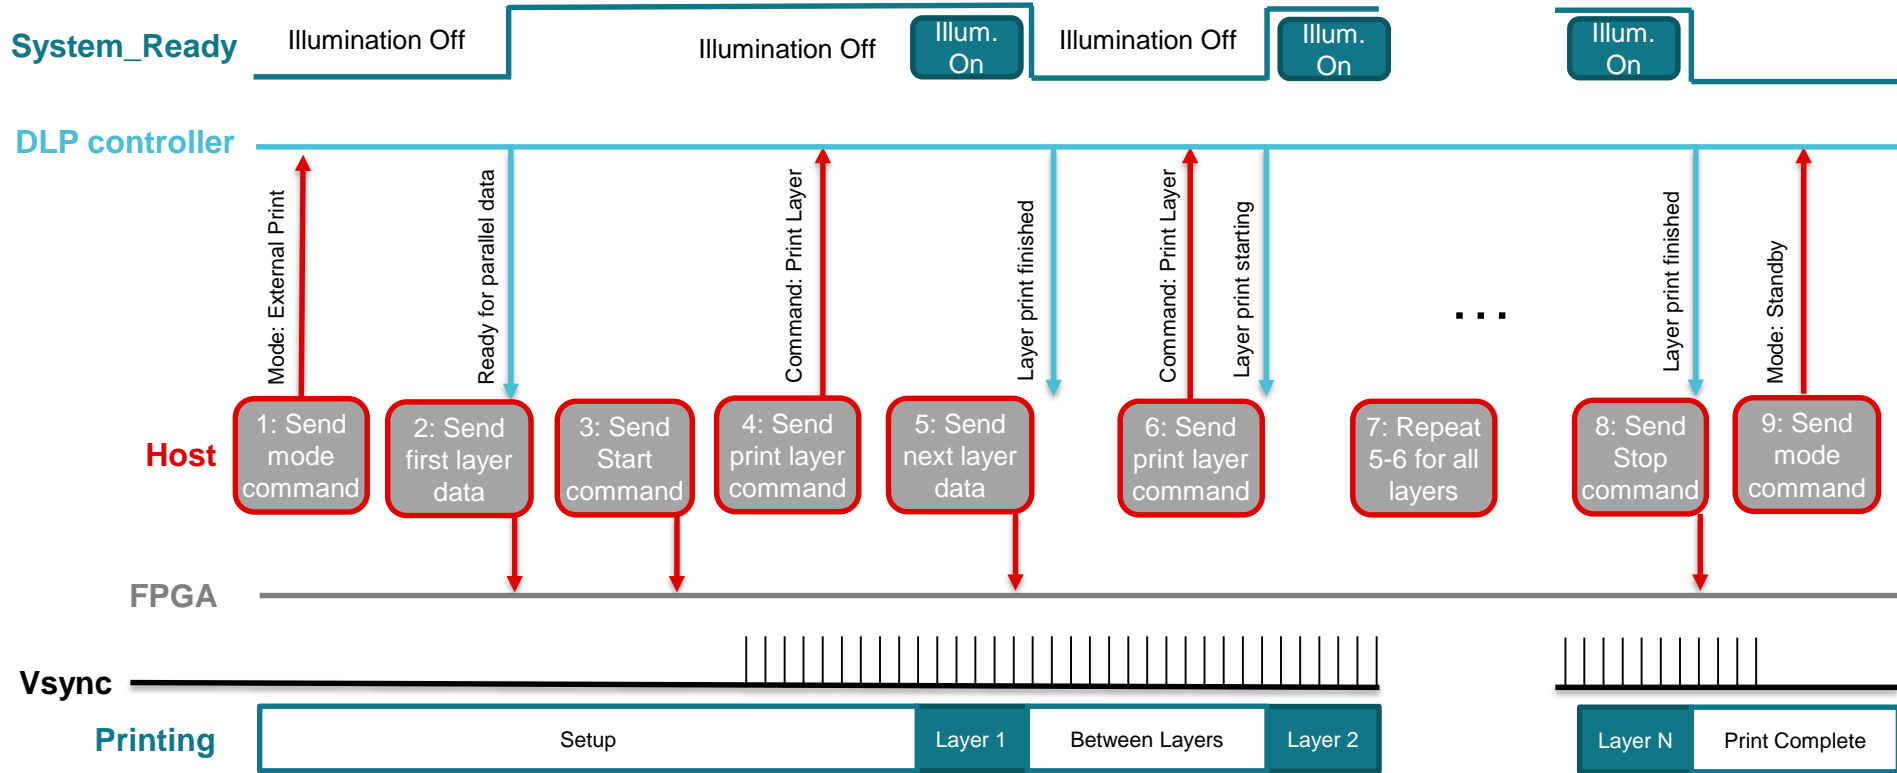 System_Ready
Illumination Off
Illumination Off
Illum.
On
Illumination Off
Illum.
On
Illum.
On
DLP controller
Mode: External Print
Ready for parallel data
Command: Print Layer
Layer print finished
Command: Print Layer
Layer print starting
...
Layer print finished
Mode: Standby
Host
1: Send
mode
command
2: Send
first layer
data
3: Send
Start
command
4: Send
print layer
command
5: Send
next layer
data
6: Send
print layer
command
7: Repeat
5-6 for all
layers
8: Send
Stop
command
9: Send
mode
command
FPGA
Vsync
Printing
Setup
Layer 1
Between Layers
Layer 2
Layer N
Print Complete